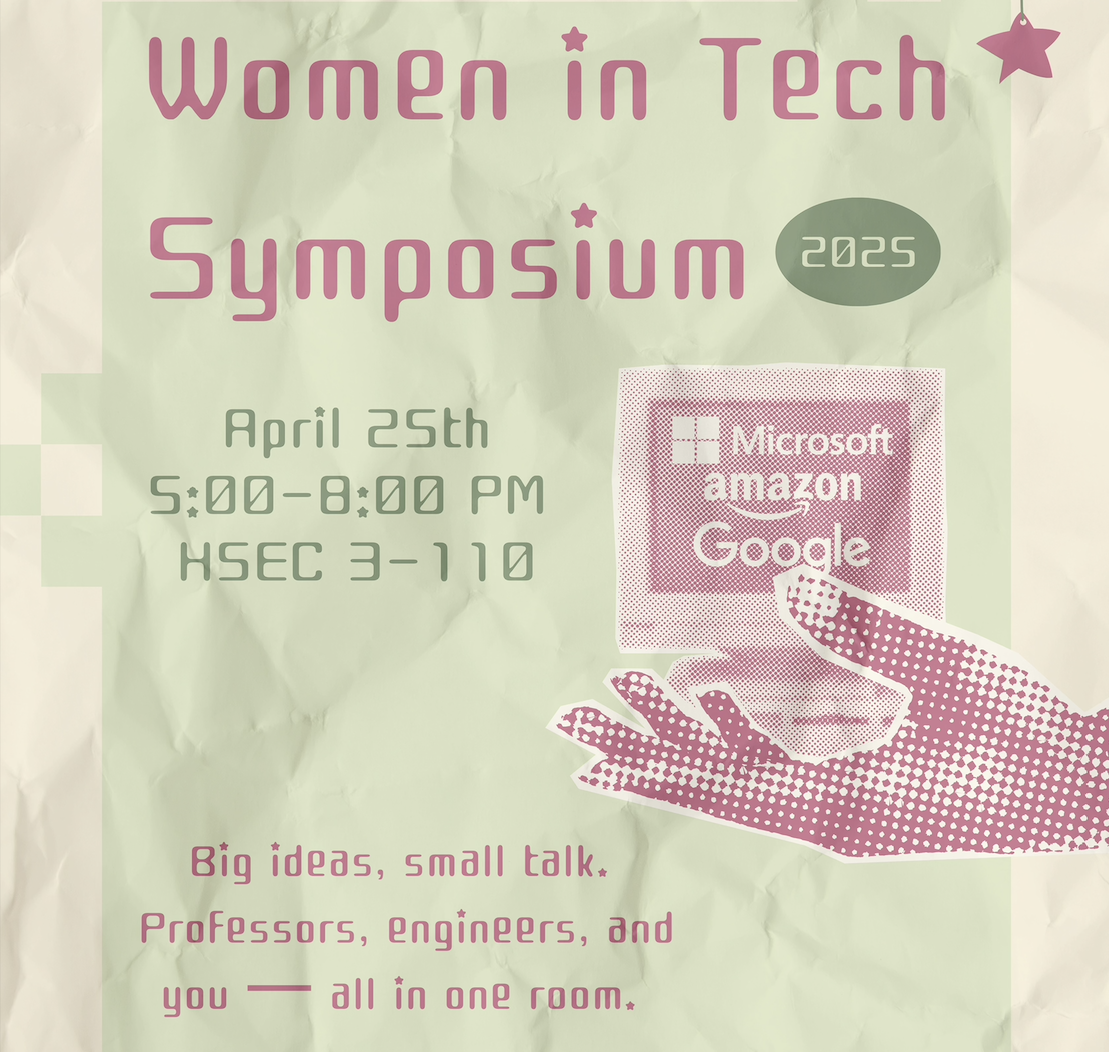 Women in Tech
Symposium 2025
April 25th
5:00-8:00 PM
HSEC 3-110
Microsoft
amazon
Google
Big ideas, small talk.
Professors, engineers, and
you — all in one room.